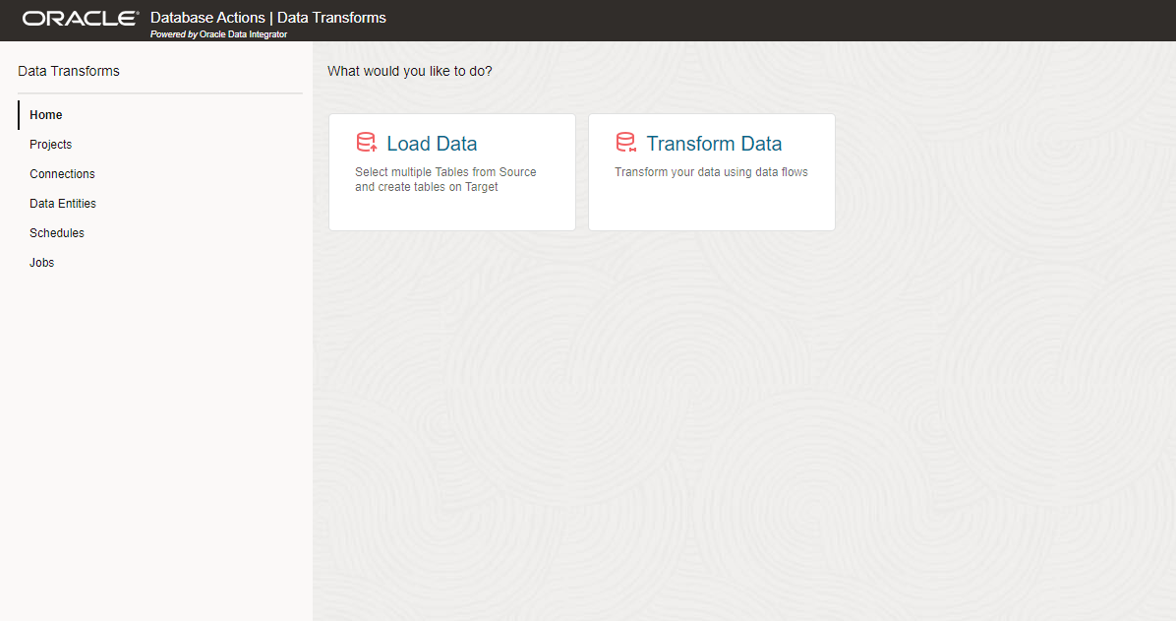 ORACLE Database Actions | Data Transforms
Powered by Oracle Data Integrator
Data Transforms
Home
Projects
Connections
Data Entities
Schedules
Jobs
What would you like to do?
Load Data
Select multiple Tables from Source
and create tables on Target
Transform Data
Transform your data using data flows